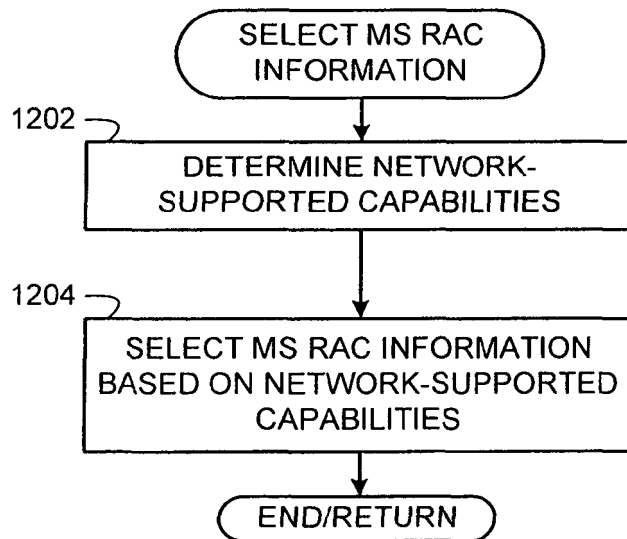 SELECT MS RAC
INFORMATION
1202
DETERMINE NETWORK-
SUPPORTED CAPABILITIES
1204
SELECT MS RAC INFORMATION
BASED ON NETWORK-SUPPORTED
CAPABILITIES
END/RETURN